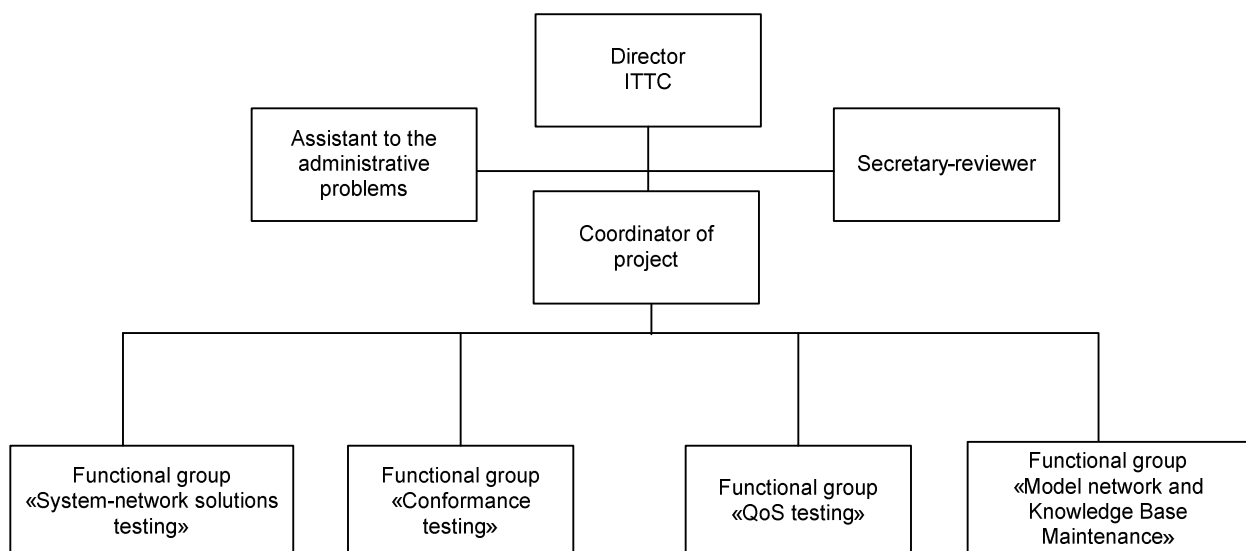 Director
ITTC
Assistant to the
administrative
problems
Secretary-reviewer
Coordinator of
project
Functional group
«System-network solutions
testing»
Functional group
«Conformance
testing»
Functional group
«QoS testing»
Functional group
«Model network and
Knowledge Base
Maintenance»